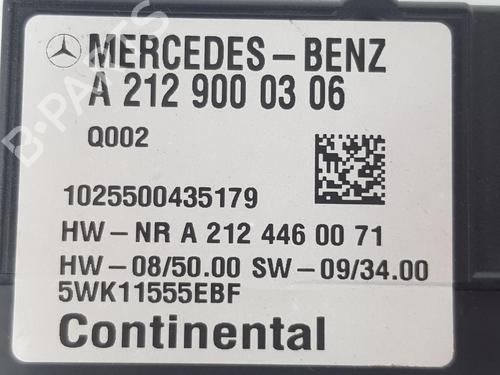 MERCEDES-BENZ
A 212 900 03 06
Q002
1025500435179
HW-NR A 212 446 00 71
HW-08/50.00 SW-09/34.00
5WK11555EBF
Continental
B-PARTS